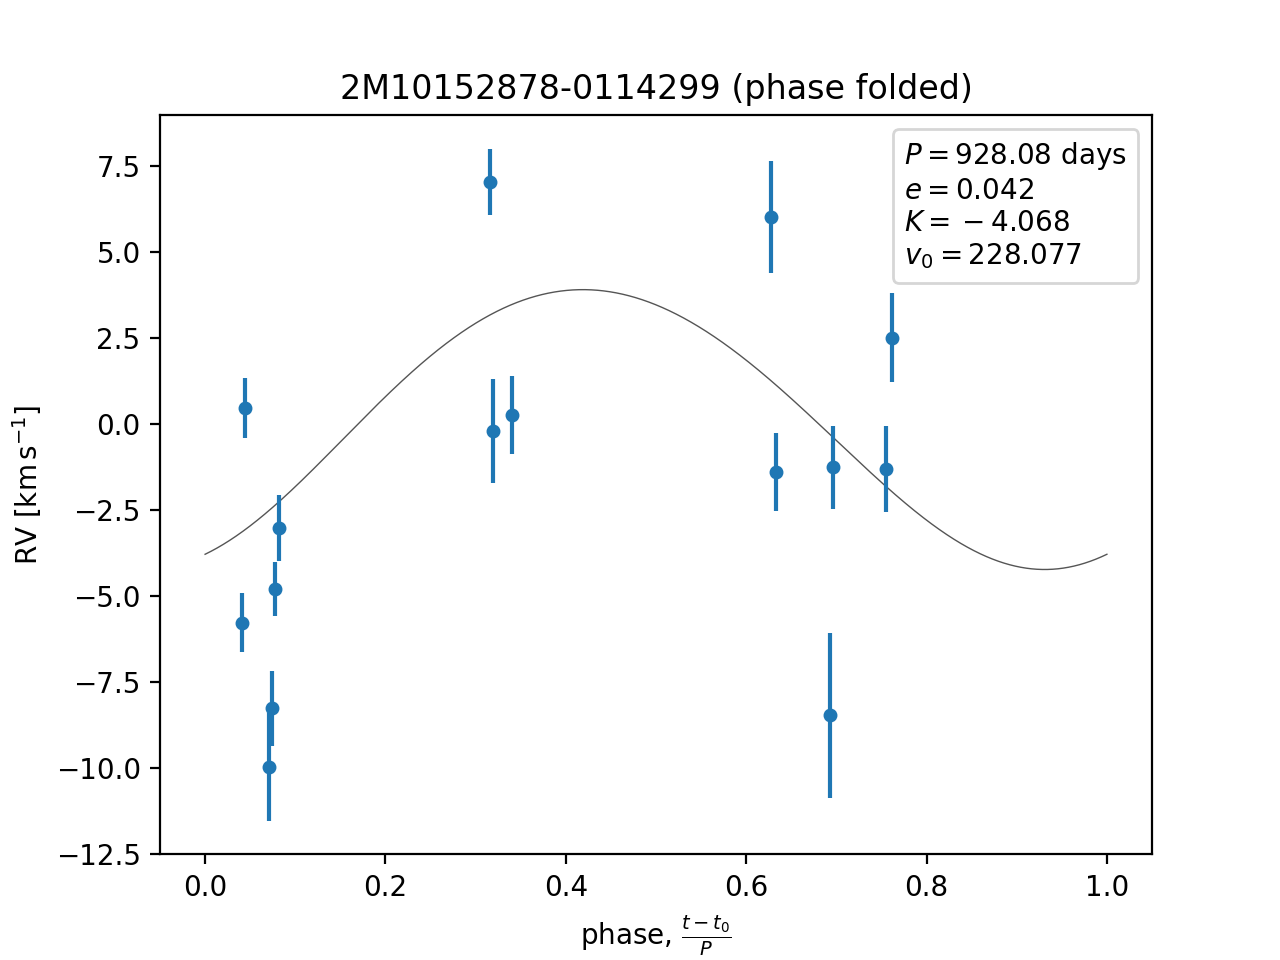 2M10152878-0114299 (phase folded)
P = 928.08 days
e = 0.042
K = −4.068
v₀ = 228.077
7.5
5.0
2.5
0.0
−2.5
−5.0
−7.5
−10.0
−12.5
RV [km s⁻¹]
0.0 0.2 0.4 0.6 0.8 1.0
phase, (t − t₀)/P